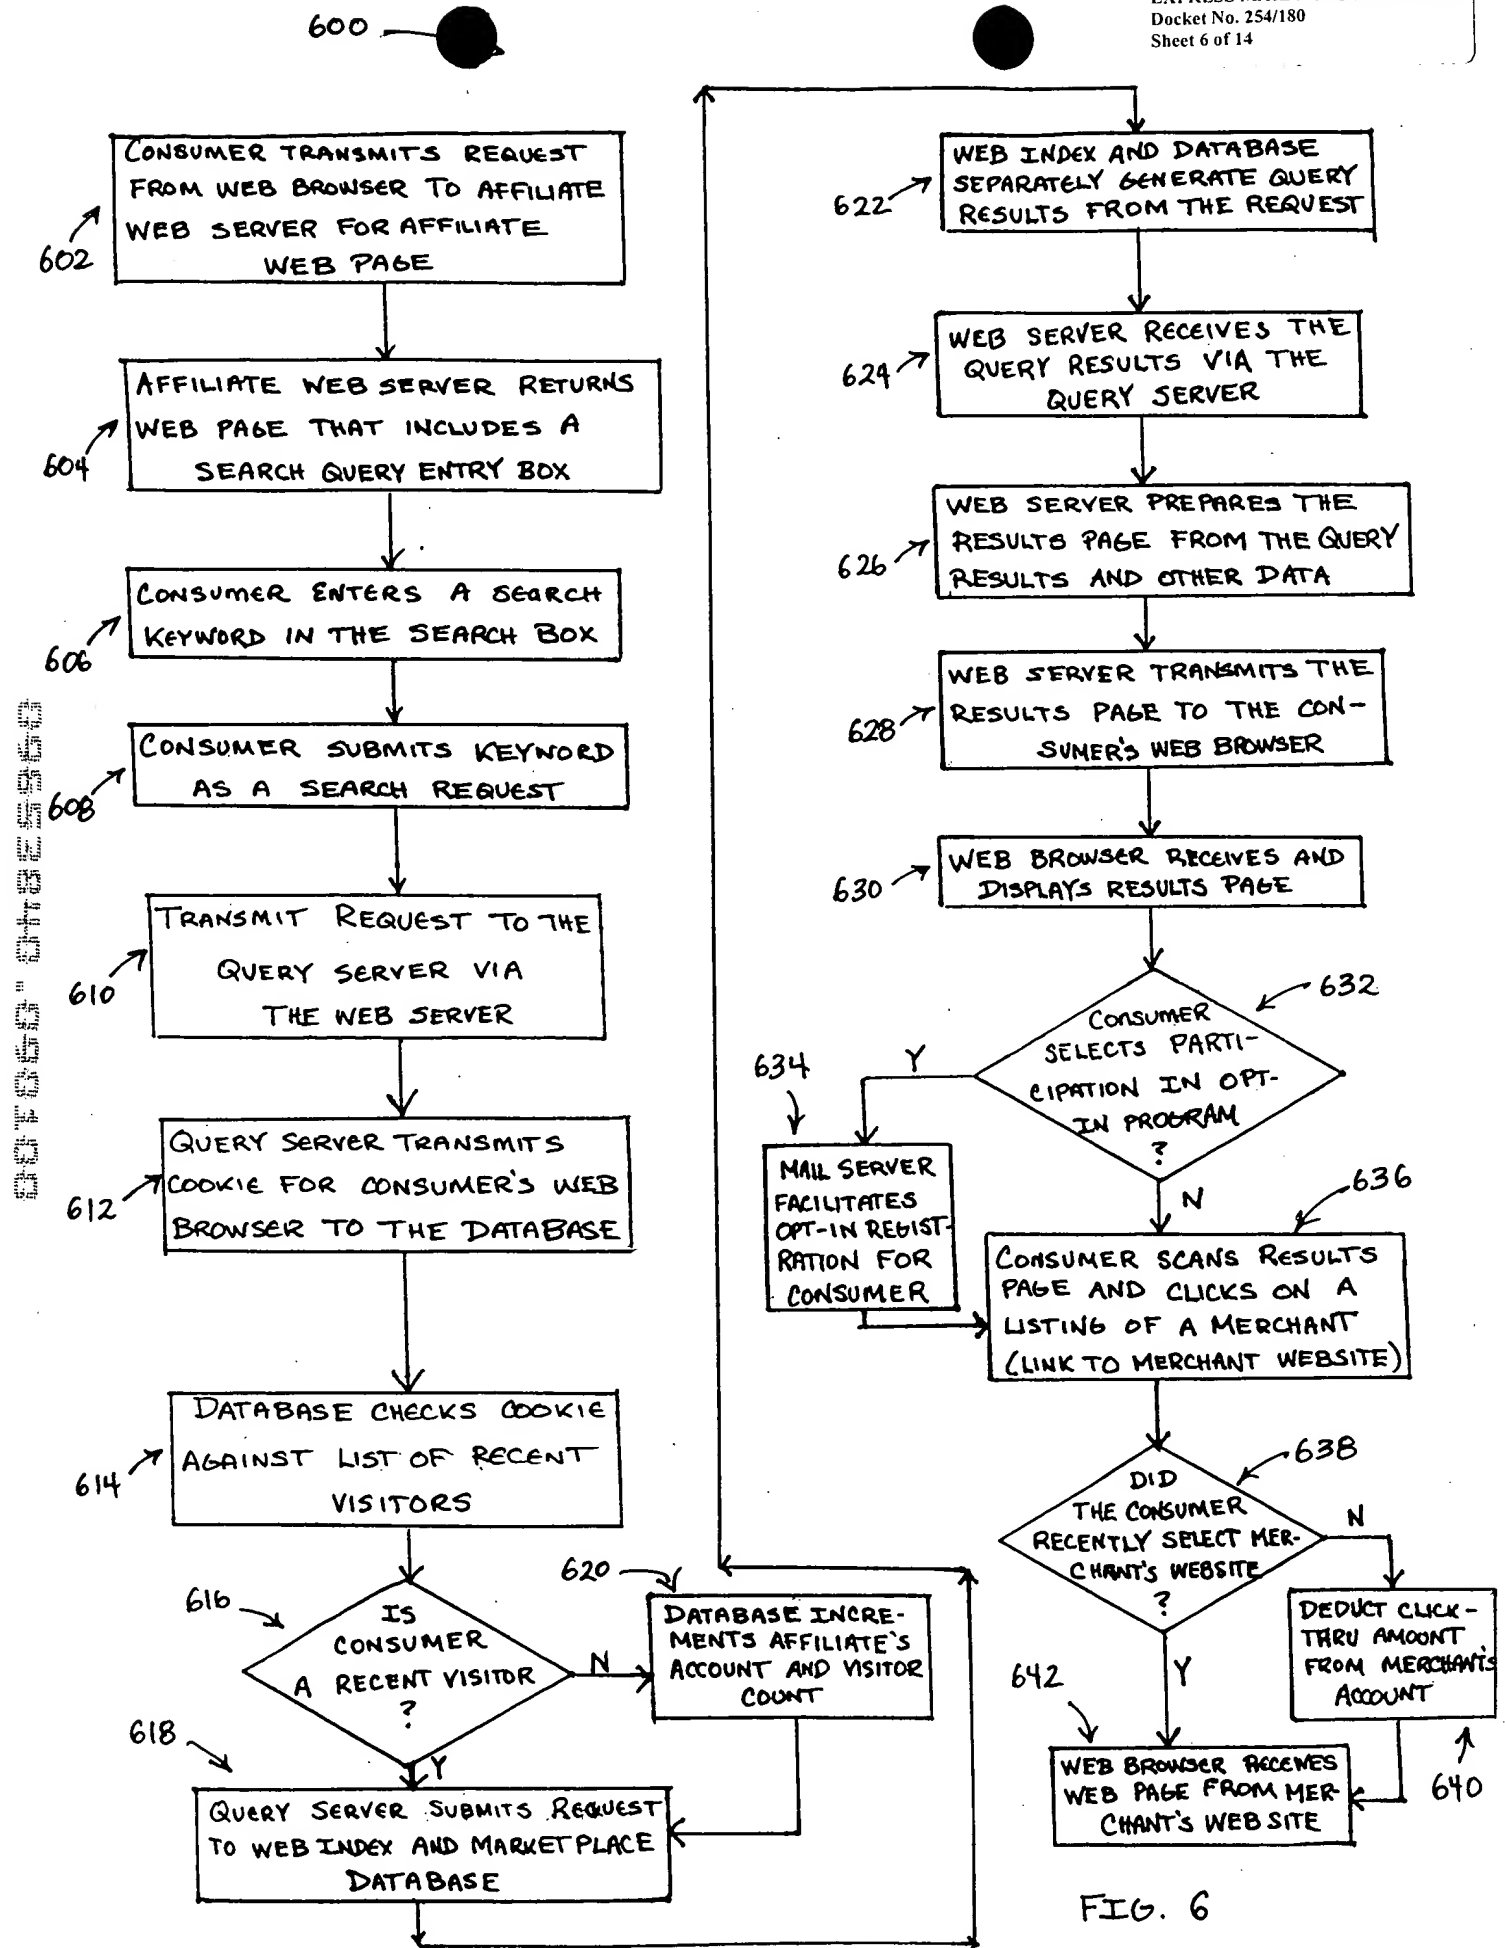 600
Docket No. 254/180
Sheet 6 of 14
CONSUMER TRANSMITS REQUEST
FROM WEB BROWSER TO AFFILIATE
WEB SERVER FOR AFFILIATE
WEB PAGE
602
AFFILIATE WEB SERVER RETURNS
WEB PAGE THAT INCLUDES A
SEARCH QUERY ENTRY BOX
604
CONSUMER ENTERS A SEARCH
KEYWORD IN THE SEARCH BOX
606
CONSUMER SUBMITS KEYWORD
AS A SEARCH REQUEST
608
TRANSMIT REQUEST TO THE
QUERY SERVER VIA
THE WEB SERVER
610
QUERY SERVER TRANSMITS
COOKIE FOR CONSUMER'S WEB
BROWSER TO THE DATABASE
612
DATABASE CHECKS COOKIE
AGAINST LIST OF RECENT
VISITORS
614
616
IS
CONSUMER
A RECENT VISITOR
?
N
Y
620
DATABASE INCRE-
MENTS AFFILIATE'S
ACCOUNT AND VISITOR
COUNT
618
QUERY SERVER SUBMITS REQUEST
TO WEB INDEX AND MARKETPLACE
DATABASE
WEB INDEX AND DATABASE
SEPARATELY GENERATE QUERY
RESULTS FROM THE REQUEST
622
WEB SERVER RECEIVES THE
QUERY RESULTS VIA THE
QUERY SERVER
624
WEB SERVER PREPARES THE
RESULTS PAGE FROM THE QUERY
RESULTS AND OTHER DATA
626
WEB SERVER TRANSMITS THE
RESULTS PAGE TO THE CON-
SUMER'S WEB BROWSER
628
WEB BROWSER RECEIVES AND
DISPLAYS RESULTS PAGE
630
632
CONSUMER
SELECTS PARTI-
CIPATION IN OPT-
IN PROGRAM
?
Y
N
634
MAIL SERVER
FACILITATES
OPT-IN REGIST-
RATION FOR
CONSUMER
636
CONSUMER SCANS RESULTS
PAGE AND CLICKS ON A
LISTING OF A MERCHANT
(LINK TO MERCHANT WEBSITE)
638
DID
THE CONSUMER
RECENTLY SELECT MER-
CHANT'S WEBSITE
?
N
Y
DEDUCT CLICK-
THRU AMOUNT
FROM MERCHANT'S
ACCOUNT
640
642
WEB BROWSER RECEIVES
WEB PAGE FROM MER-
CHANT'S WEBSITE
FIG. 6